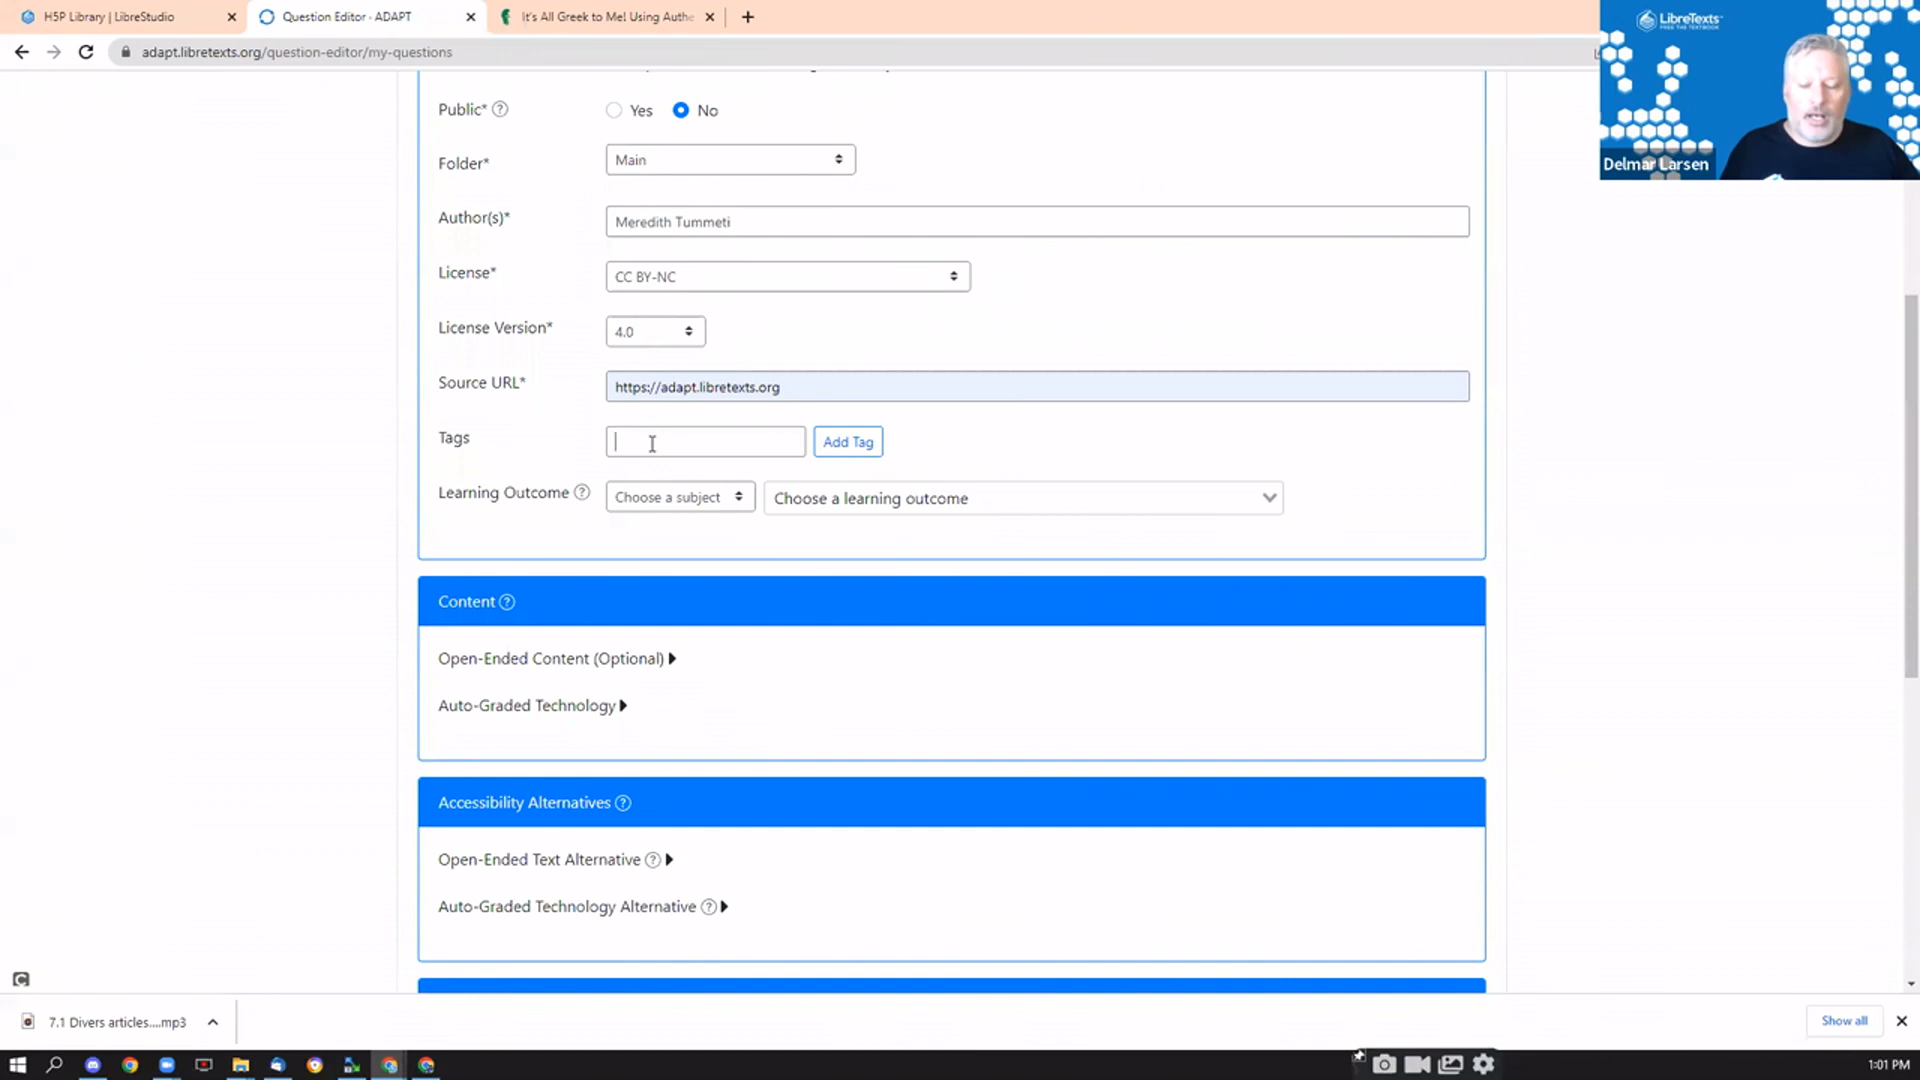 H5P Library | LibreStudio
Question Editor - ADAPT
It's All Greek to Me! Using Authe
adapt.libretexts.org/question-editor/my-questions
LibreTexts
FREE THE TEXTBOOK
Delmar Larsen
Public*
Yes
No
Folder*
Main
Author(s)*
Meredith Tummeti
License*
CC BY-NC
License Version*
4.0
Source URL*
https://adapt.libretexts.org
Tags
Add Tag
Learning Outcome
Choose a subject
Choose a learning outcome
Content
Open-Ended Content (Optional)
Auto-Graded Technology
Accessibility Alternatives
Open-Ended Text Alternative
Auto-Graded Technology Alternative
7.1 Divers articles....mp3
Show all
1:01 PM